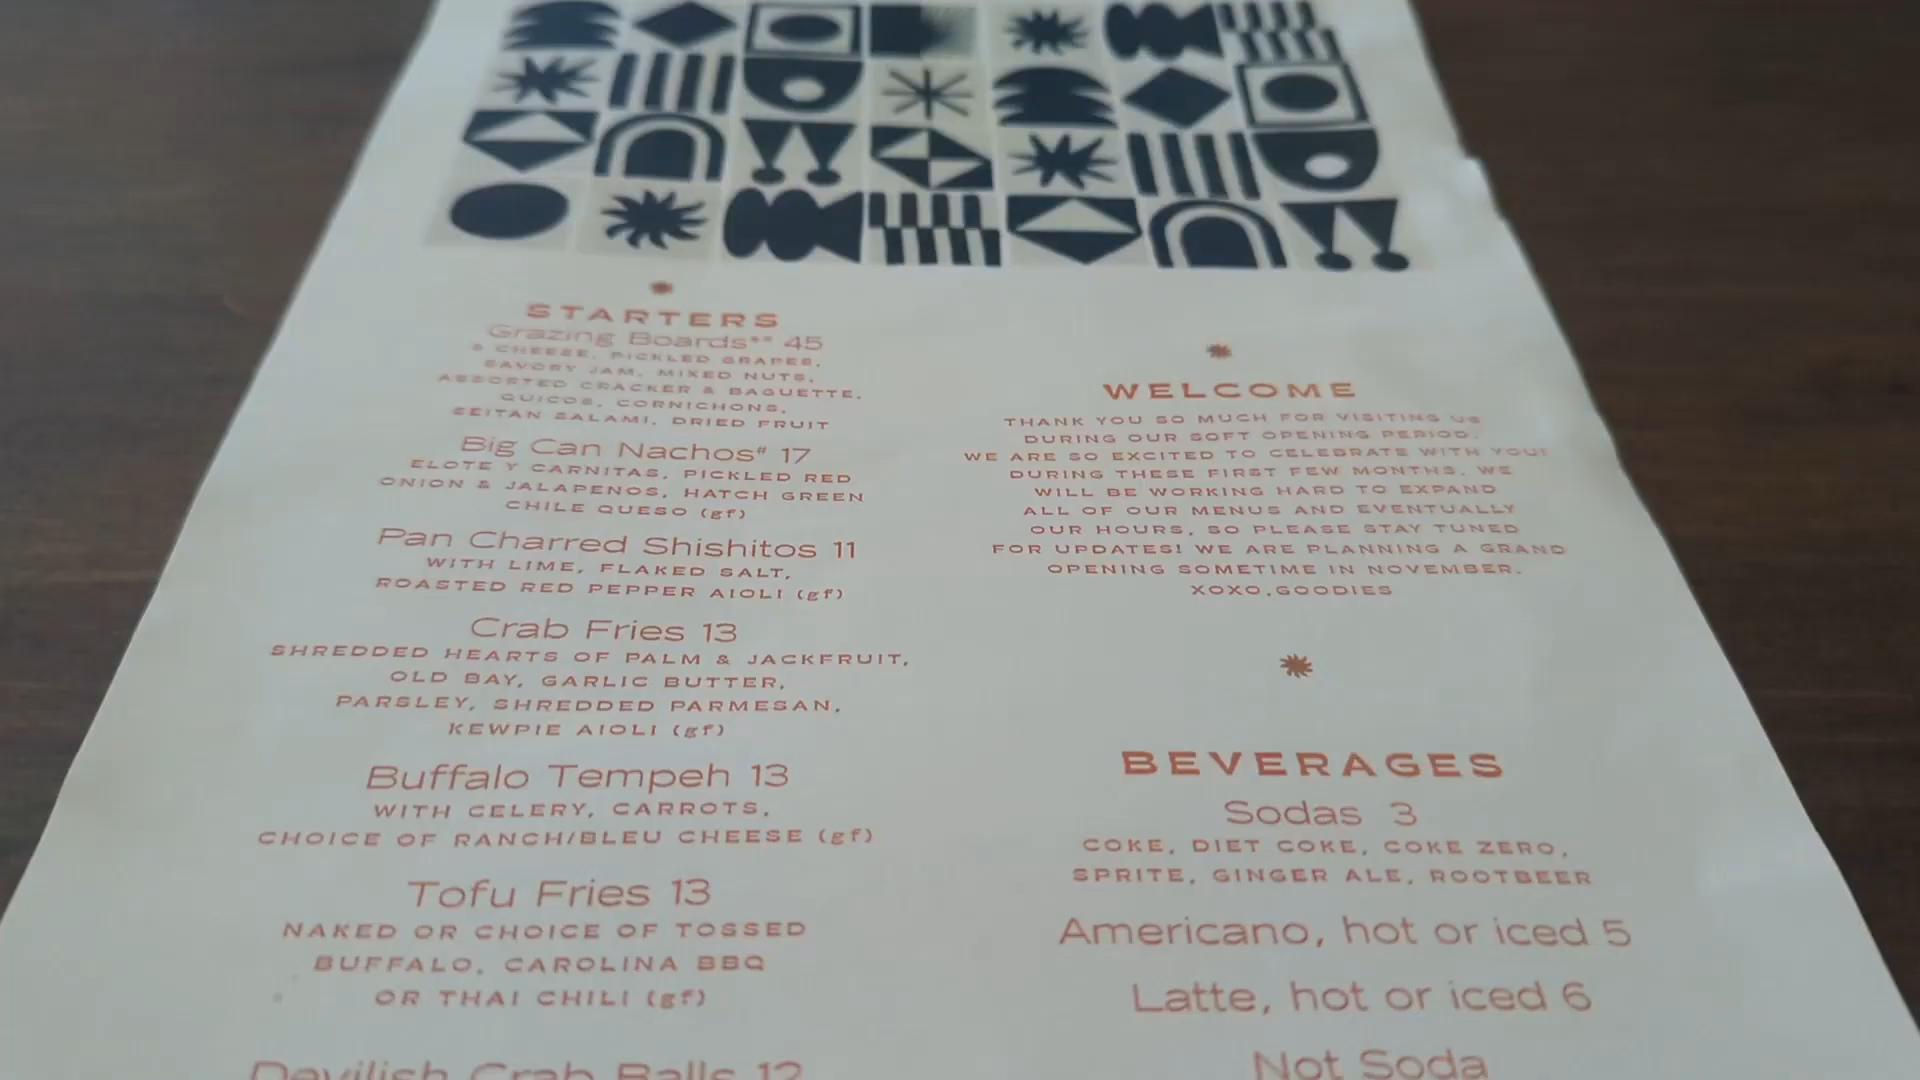 STARTERS
Grazing Boards** 45
5 CHEESE, PICKLED GRAPES,
SAVORY JAM, MIXED NUTS,
ASSORTED CRACKER & BAGUETTE,
QUICOS, CORNICHONS,
SEITAN SALAMI, DRIED FRUIT
Big Can Nachos# 17
ELOTE Y CARNITAS, PICKLED RED
ONION & JALAPENOS, HATCH GREEN
CHILE QUESO (gf)
Pan Charred Shishitos 11
WITH LIME, FLAKED SALT,
ROASTED RED PEPPER AIOLI (gf)
Crab Fries 13
SHREDDED HEARTS OF PALM & JACKFRUIT,
OLD BAY, GARLIC BUTTER,
PARSLEY, SHREDDED PARMESAN,
KEWPIE AIOLI (gf)
Buffalo Tempeh 13
WITH CELERY, CARROTS,
CHOICE OF RANCH/BLEU CHEESE (gf)
Tofu Fries 13
NAKED OR CHOICE OF TOSSED
BUFFALO, CAROLINA BBQ
OR THAI CHILI (gf)
Devilish Crab Balls 12
WELCOME
THANK YOU SO MUCH FOR VISITING US
DURING OUR SOFT OPENING PERIOD.
WE ARE SO EXCITED TO CELEBRATE WITH YOU!
DURING THESE FIRST FEW MONTHS, WE
WILL BE WORKING HARD TO EXPAND
ALL OF OUR MENUS AND EVENTUALLY
OUR HOURS, SO PLEASE STAY TUNED
FOR UPDATES! WE ARE PLANNING A GRAND
OPENING SOMETIME IN NOVEMBER.
XOXO,GOODIES
BEVERAGES
Sodas 3
COKE, DIET COKE, COKE ZERO,
SPRITE, GINGER ALE, ROOTBEER
Americano, hot or iced 5
Latte, hot or iced 6
Not Soda